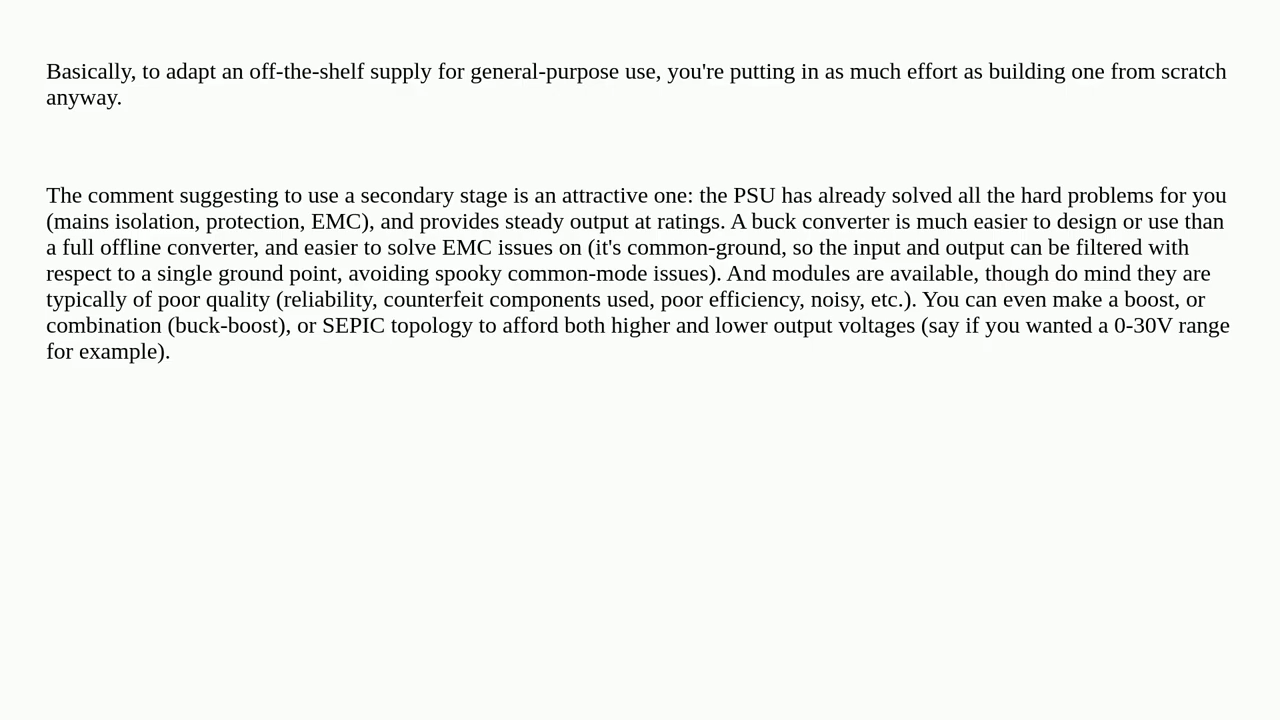 Basically, to adapt an off-the-shelf supply for general-purpose use, you're putting in as much effort as building one from scratch
anyway.
The comment suggesting to use a secondary stage is an attractive one: the PSU has already solved all the hard problems for you
(mains isolation, protection, EMC), and provides steady output at ratings. A buck converter is much easier to design or use than
a full offline converter, and easier to solve EMC issues on (it's common-ground, so the input and output can be filtered with
respect to a single ground point, avoiding spooky common-mode issues). And modules are available, though do mind they are
typically of poor quality (reliability, counterfeit components used, poor efficiency, noisy, etc.). You can even make a boost, or
combination (buck-boost), or SEPIC topology to afford both higher and lower output voltages (say if you wanted a 0-30V range
for example).